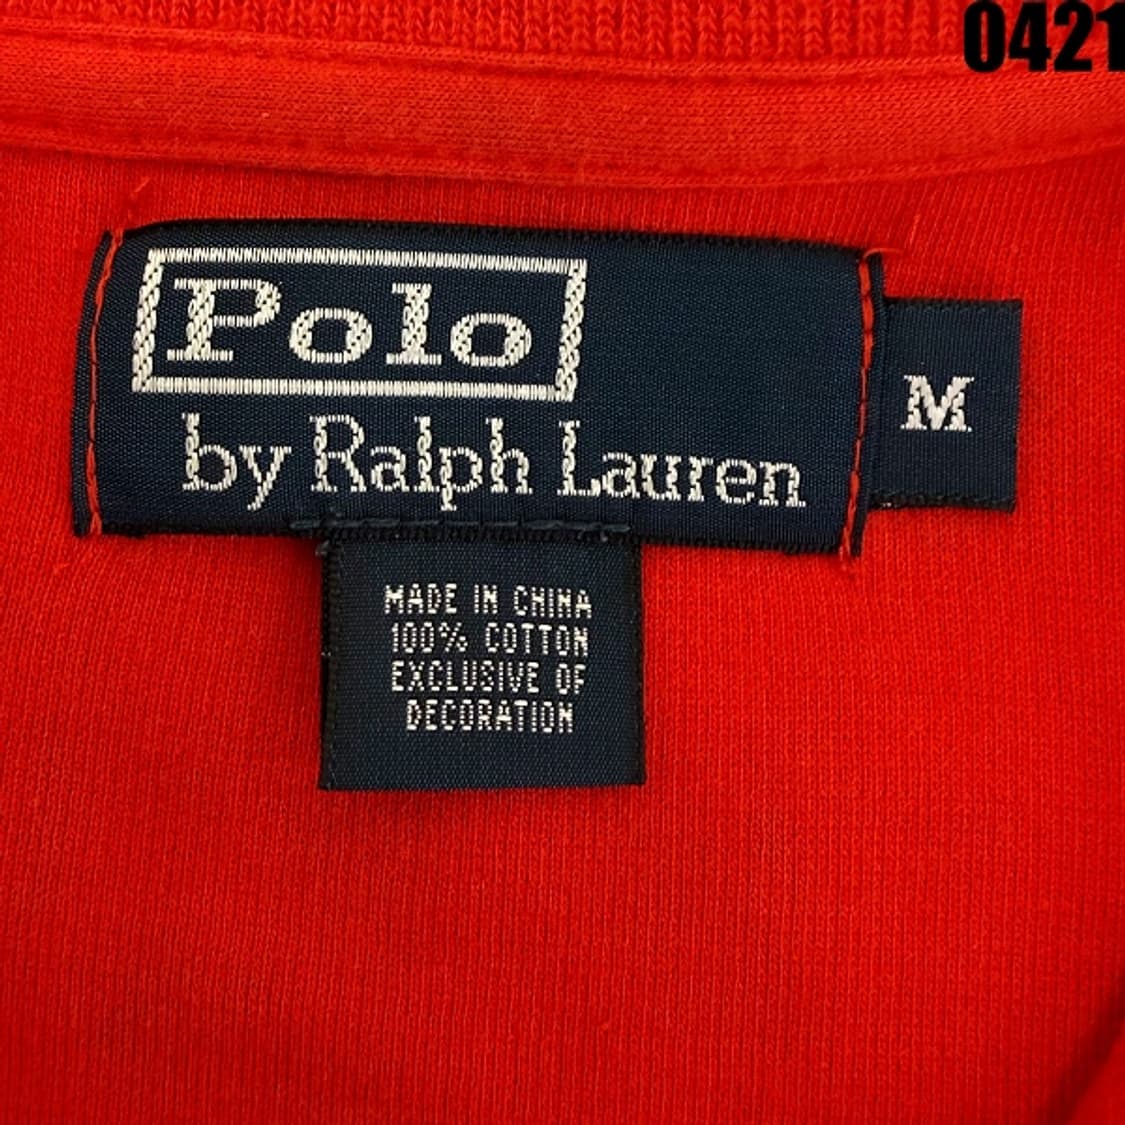 0421
Polo
by Ralph Lauren
M
MADE IN CHINA
100% COTTON
EXCLUSIVE OF
DECORATION